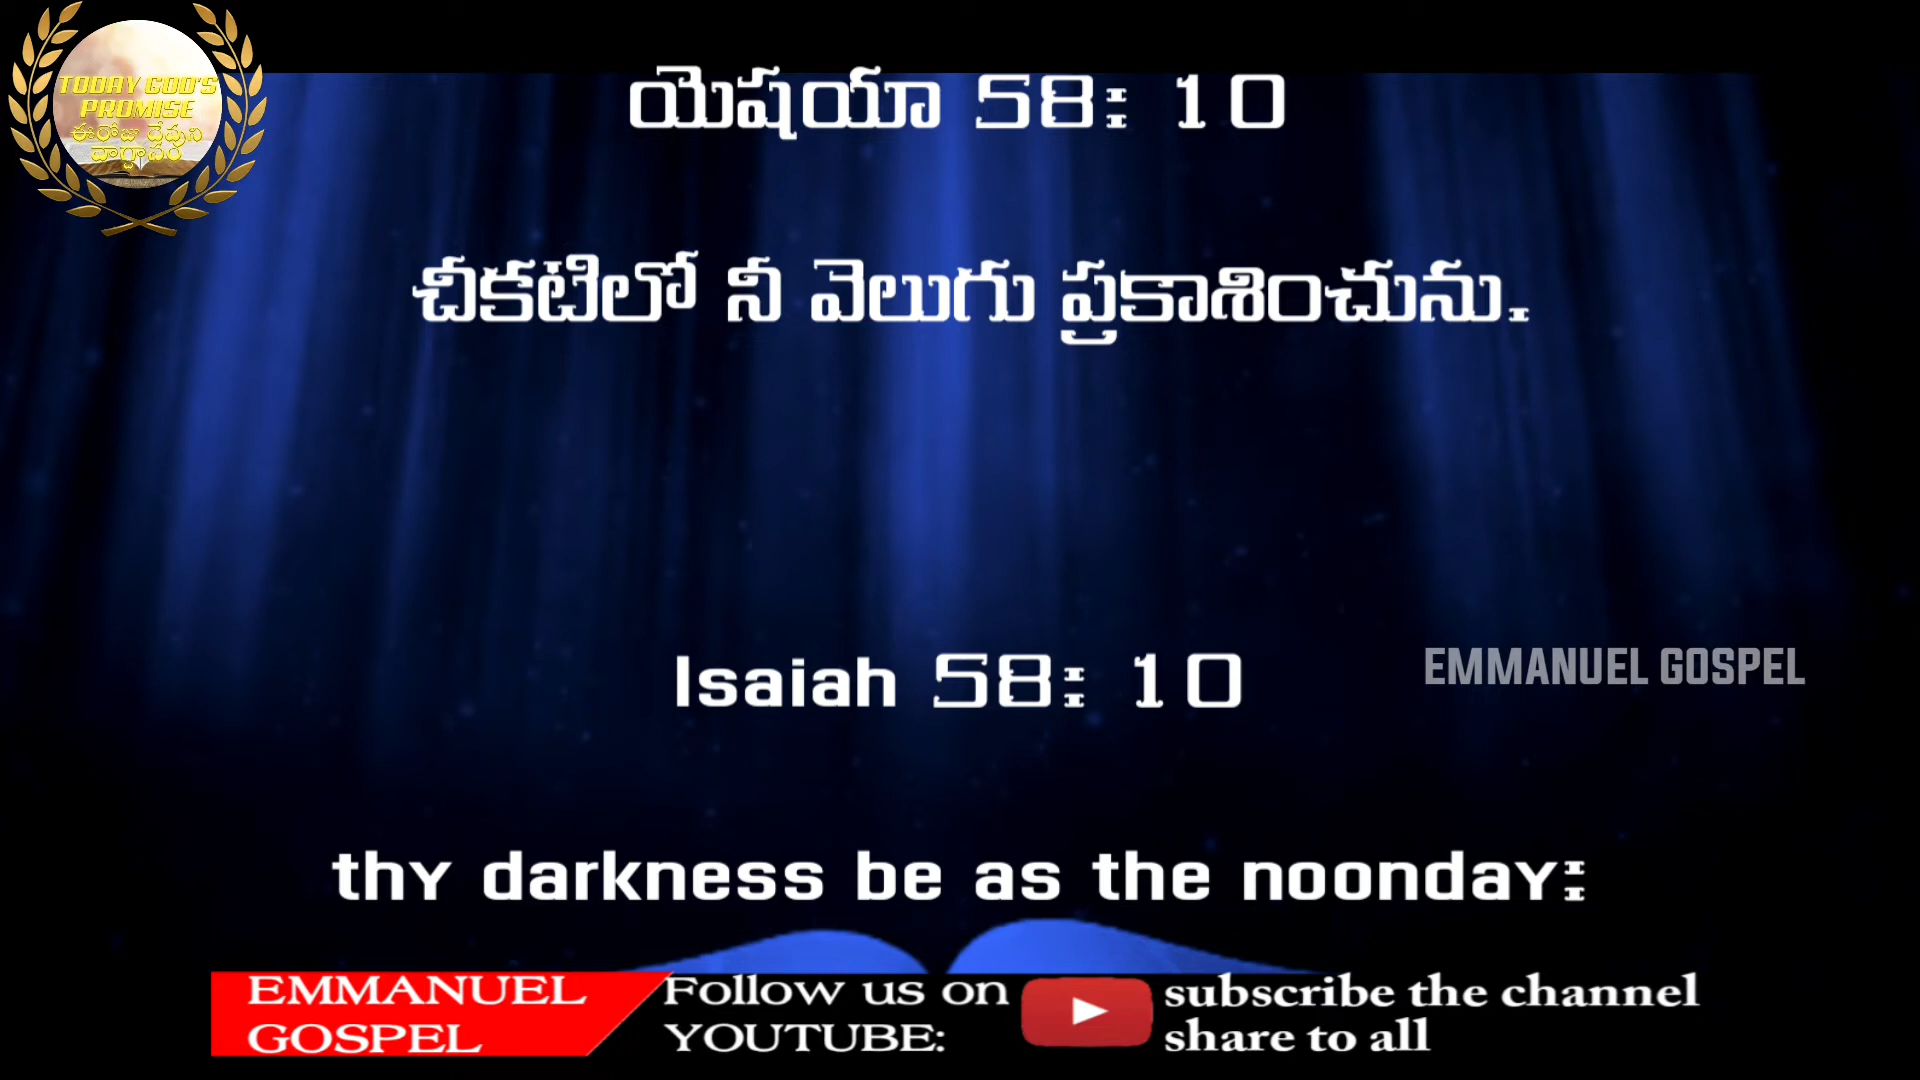 TODAY GOD'S
PROMISE
ఈరోజు దేవుని
వాగ్దానం
యెషయా 58: 10
చీకటిలో నీ వెలుగు ప్రకాశించును.
Isaiah 58: 10
EMMANUEL GOSPEL
thy darkness be as the noonday:
EMMANUEL
GOSPEL
Follow us on
YOUTUBE:
subscribe the channel
share to all